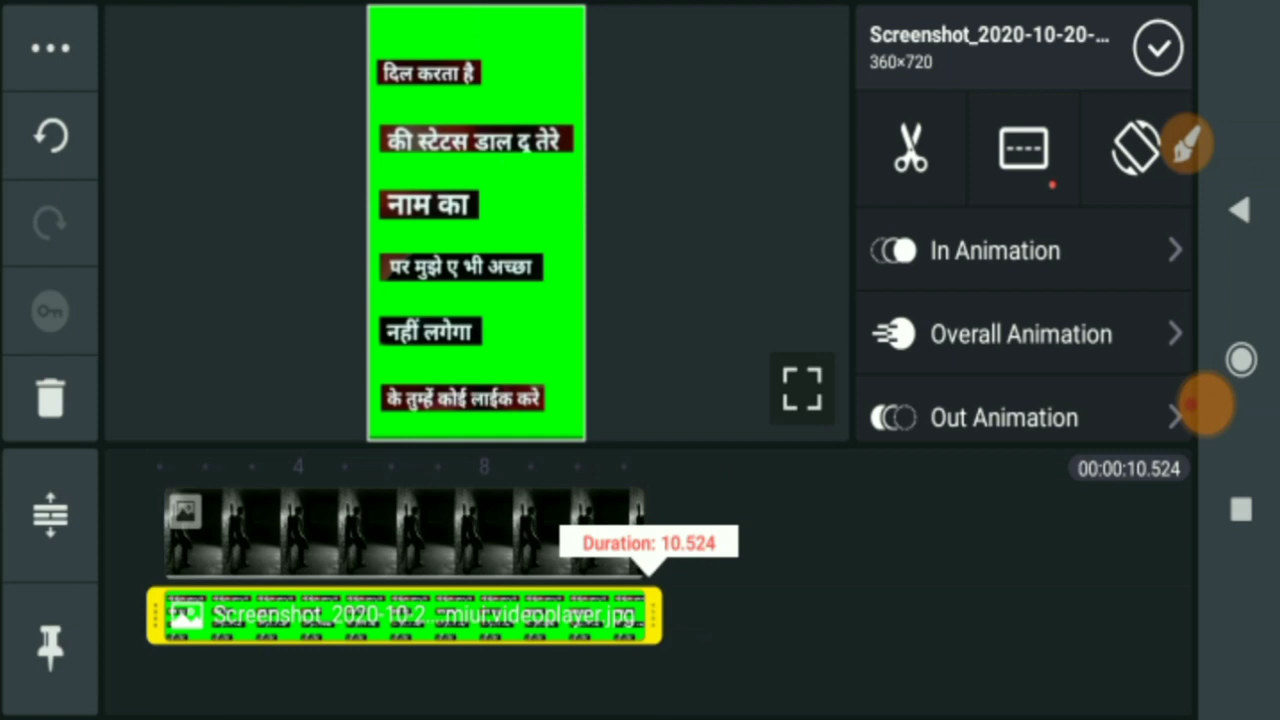 Screenshot_2020-10-20-...
360×720
दिल करता है
की स्टेटस डाल दू तेरे
नाम का
पर मुझे ए भी अच्छा
नहीं लगेगा
के तुम्हें कोई लाईक करे
In Animation
Overall Animation
Out Animation
4 8
00:00:10.524
Duration: 10.524
Screenshot_2020-10-2....miui.videoplayer.jpg